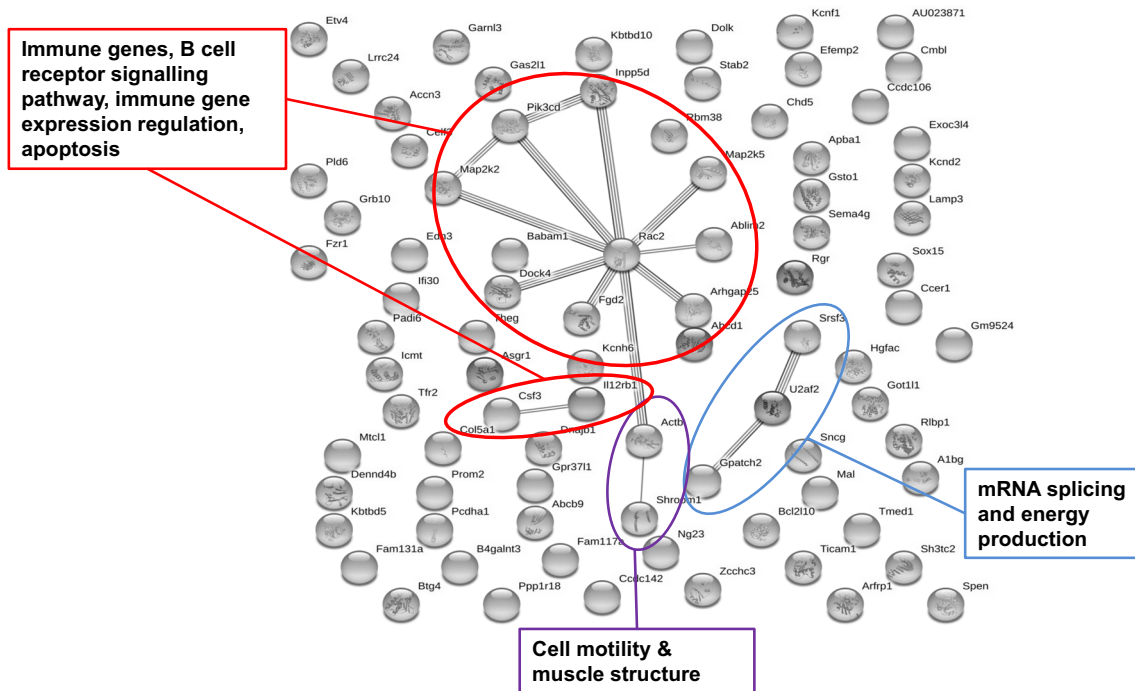 Etv4
Garnl3
Kbtbd10
Dolk
Kcnf1
AU023871
Immune genes, B cell
receptor signalling
pathway, immune gene
expression regulation,
apoptosis
Lrrc24
Gas2l1
Inpp5d
Stab2
Efemp2
Cmbl
Accn3
Pik3cd
Rbm38
Chd5
Ccdc106
Celf6
Map2k2
Map2k5
Apba1
Exoc3l4
Pld6
Gsto1
Kcnd2
Grb10
Babam1
Rac2
Ablim2
Sema4g
Lamp3
Fzr1
Edn3
Dock4
Rgr
Sox15
Ifi30
Fgd2
Arhgap25
Ccer1
Padi6
Theg
Abcd1
Srsf3
Gm9524
Icmt
Asgr1
Kcnh6
Hgfac
Tfr2
Csf3
Il12rb1
U2af2
Got1l1
Mtcl1
Col5a1
Dnajb1
Actb
Sncg
Rlbp1
Dennd4b
Prom2
Gpr37l1
Gpatch2
Mal
A1bg
Kbtbd5
Pcdha1
Abcb9
Shroom1
Bcl2l10
Tmed1
mRNA splicing
and energy
production
Fam131a
B4galnt3
Fam117a
Ng23
Ticam1
Sh3tc2
Btg4
Ppp1r18
Ccdc142
Zcchc3
Arfrp1
Spen
Cell motility &
muscle structure